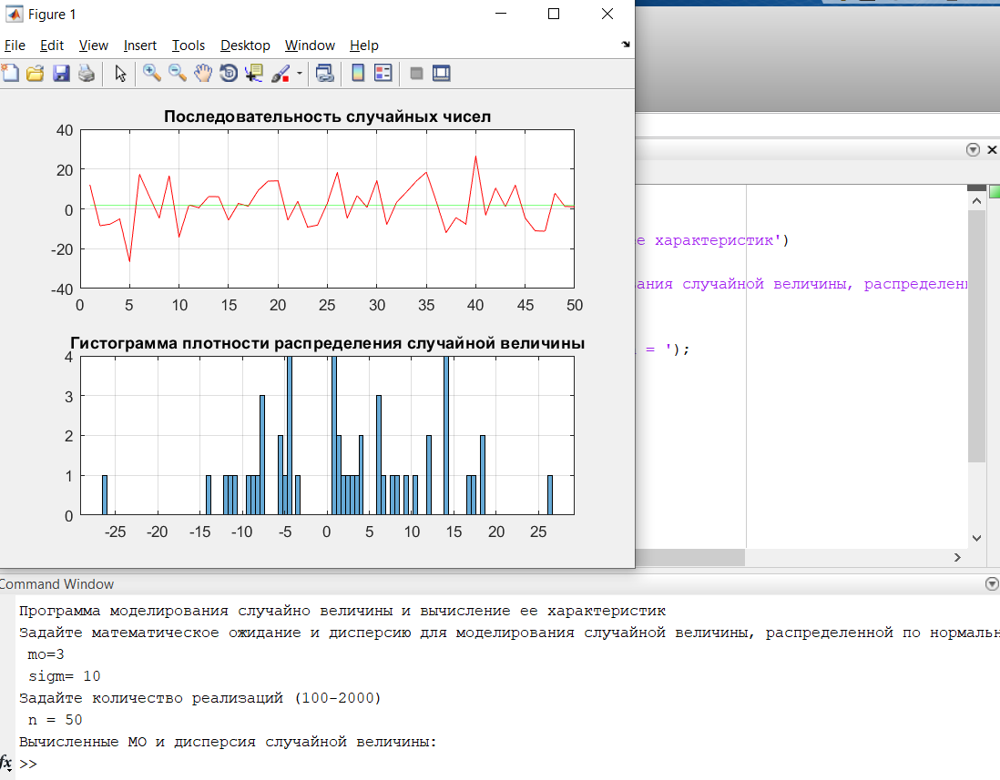 Figure 1
File Edit View Insert Tools Desktop Window Help
Последовательность случайных чисел
40
20
0
-20
-40
0 5 10 15 20 25 30 35 40 45 50
Гистограмма плотности распределения случайной величины
4
3
2
1
0
-25 -20 -15 -10 -5 0 5 10 15 20 25
е характеристик')
ания случайной величины, распределен
= ');
Command Window
Программа моделирования случайно величины и вычисление ее характеристик
Задайте математическое ожидание и дисперсию для моделирования случайной величины, распределенной по нормальн
mo=3
sigm= 10
Задайте количество реализаций (100-2000)
n = 50
Вычисленные МО и дисперсия случайной величины:
fx >>